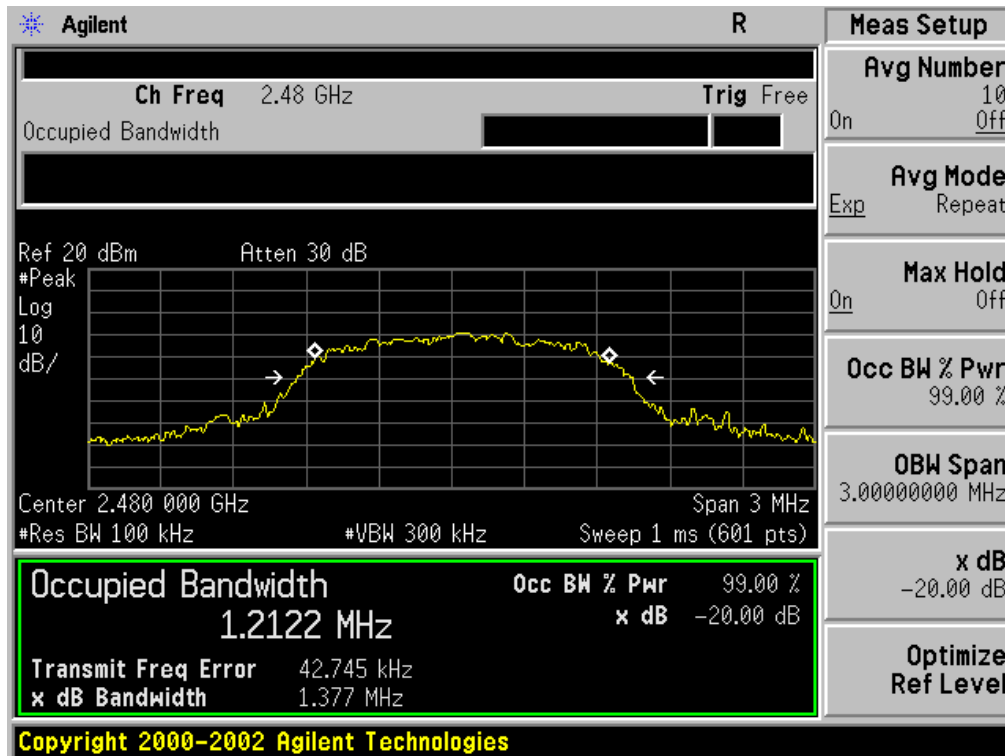 Agilent
R
Ch Freq 2.48 GHz
Trig Free
Occupied Bandwidth
Ref 20 dBm
Atten 30 dB
#Peak
Log
10
dB/
Center 2.480 000 GHz
Span 3 MHz
#Res BW 100 kHz
#VBW 300 kHz
Sweep 1 ms (601 pts)
Occupied Bandwidth
1.2122 MHz
Occ BW % Pwr 99.00 %
x dB -20.00 dB
Transmit Freq Error 42.745 kHz
x dB Bandwidth 1.377 MHz
Copyright 2000-2002 Agilent Technologies
Meas Setup
Avg Number
10
On Off
Avg Mode
Exp Repeat
Max Hold
On Off
Occ BW % Pwr
99.00 %
OBW Span
3.00000000 MHz
x dB
-20.00 dB
Optimize
Ref Level